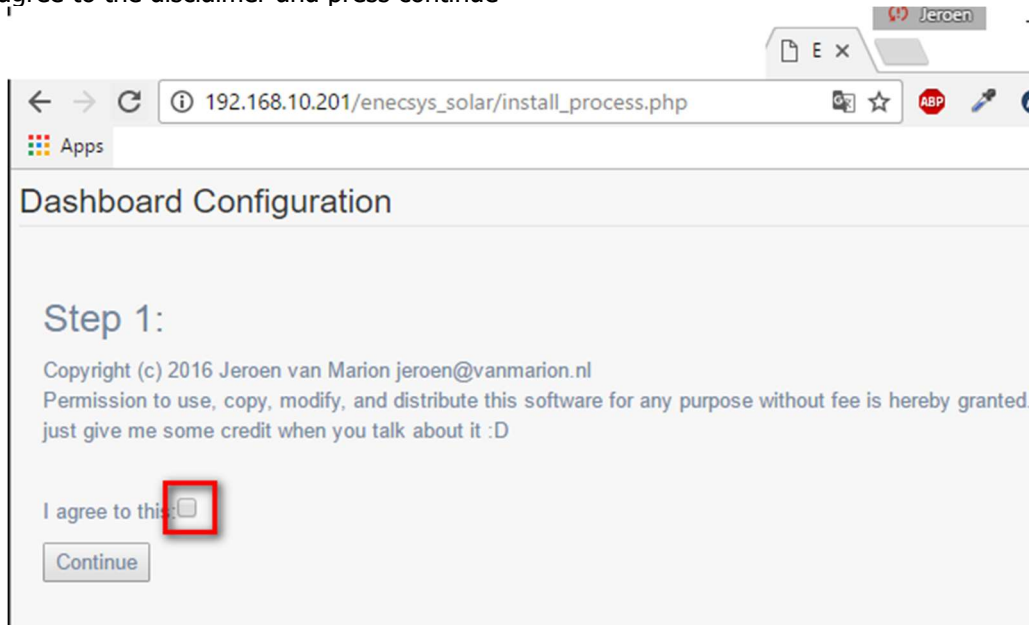 agree to the disclaimer and press continue
Jeroen
E
192.168.10.201/enecsys_solar/install_process.php
ABP
Apps
Dashboard Configuration
Step 1:
Copyright (c) 2016 Jeroen van Marion jeroen@vanmarion.nl
Permission to use, copy, modify, and distribute this software for any purpose without fee is hereby granted.
just give me some credit when you talk about it :D
I agree to this:
Continue